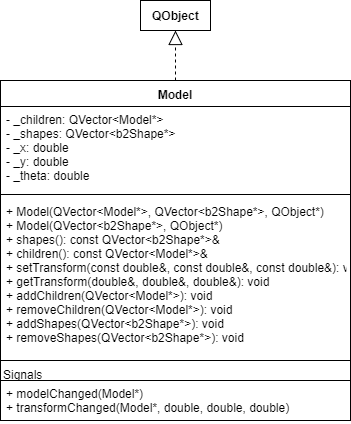 QObject
Model
- _children: QVector<Model*>
- _shapes: QVector<b2Shape*>
- _x: double
- _y: double
- _theta: double
+ Model(QVector<Model*>, QVector<b2Shape*>, QObject*)
+ Model(QVector<b2Shape*>, QObject*)
+ shapes(): const QVector<b2Shape*>&
+ children(): const QVector<Model*>&
+ setTransform(const double&, const double&, const double&):
+ getTransform(double&, double&, double&): void
+ addChildren(QVector<Model*>): void
+ removeChildren(QVector<Model*>): void
+ addShapes(QVector<b2Shape*>): void
+ removeShapes(QVector<b2Shape*>): void
Signals
+ modelChanged(Model*)
+ transformChanged(Model*, double, double, double)